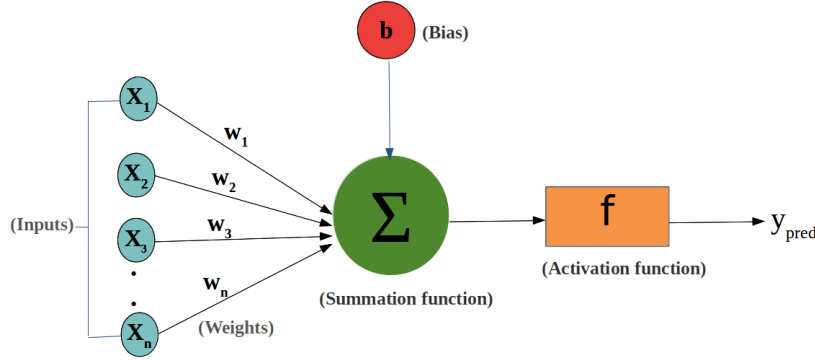 b (Bias)
X1
w1
X2
w2
(Inputs)
w3
X3
Σ
f
ypred
.
.
wn
(Activation function)
(Summation function)
Xn
(Weights)